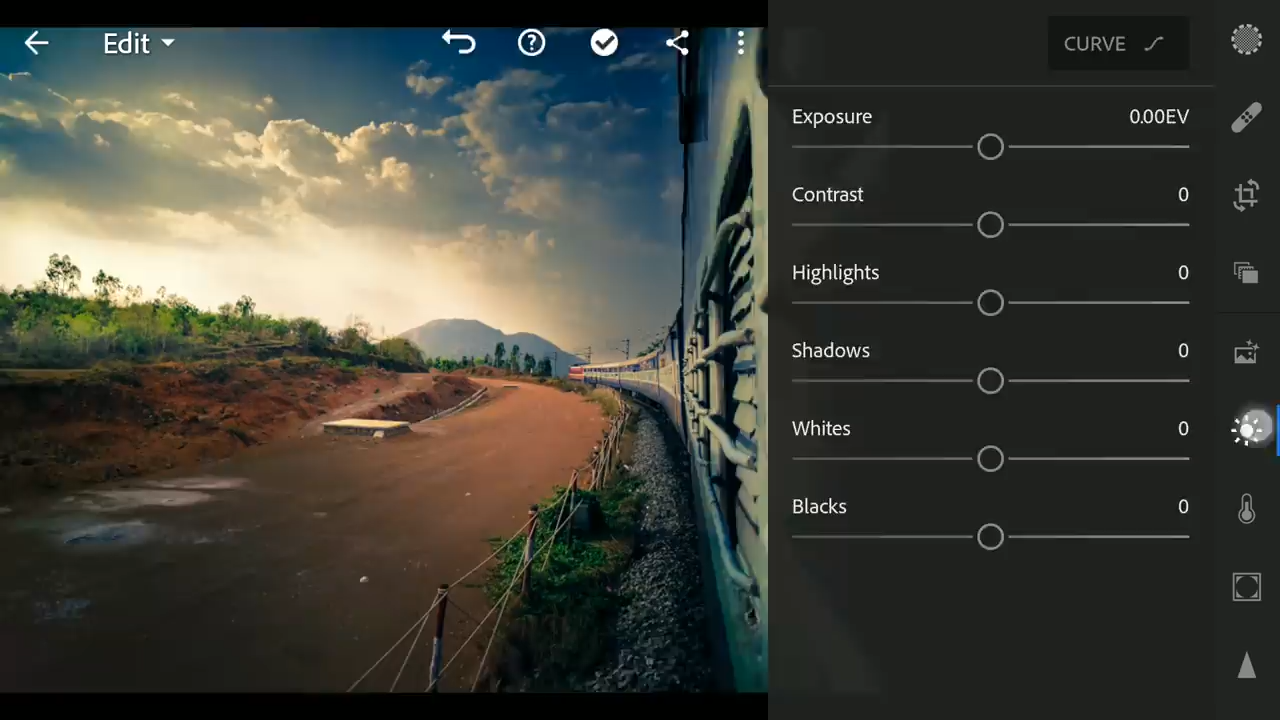 Edit
CURVE
Exposure 0.00EV
Contrast 0
Highlights 0
Shadows 0
Whites 0
Blacks 0